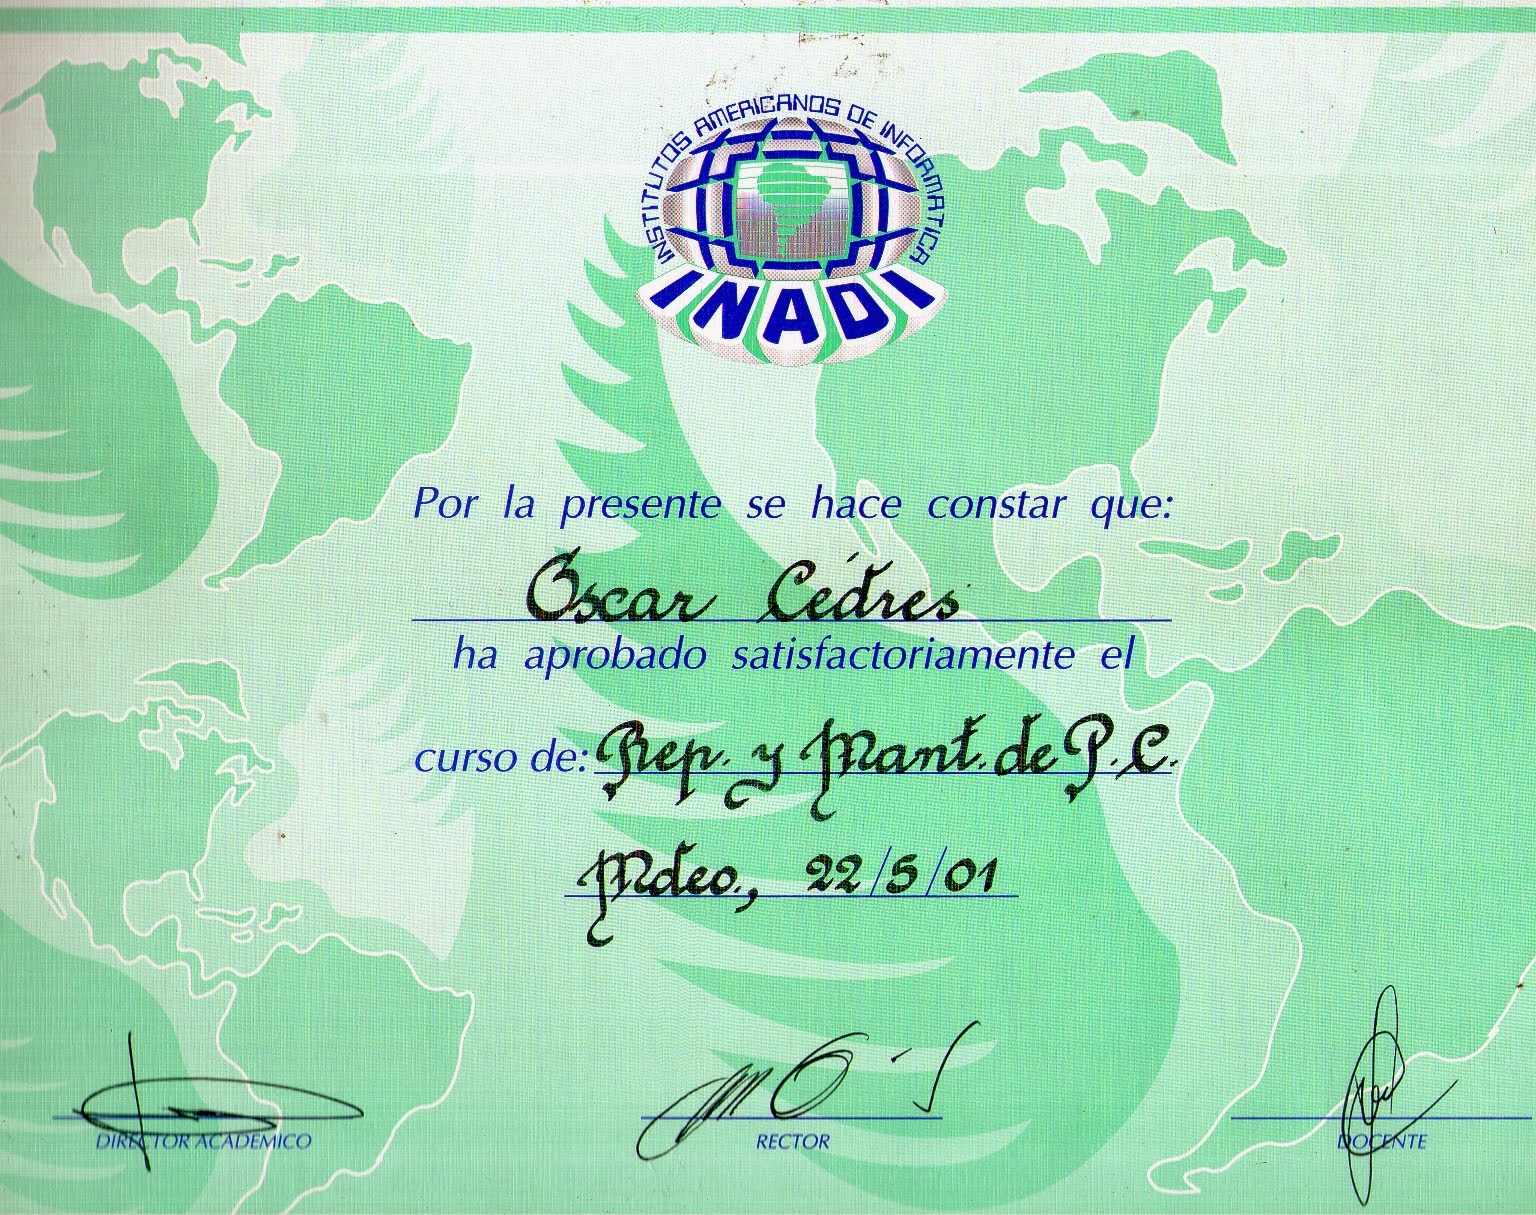 INSTITUTOS AMERICANOS DE INFORMATICA
INADI
Por la presente se hace constar que:
Oscar Cédres
ha aprobado satisfactoriamente el
curso de: Rep. y Mant. de P.C.
Mdeo., 22/5/01
DIRECTOR ACADEMICO
RECTOR
DOCENTE